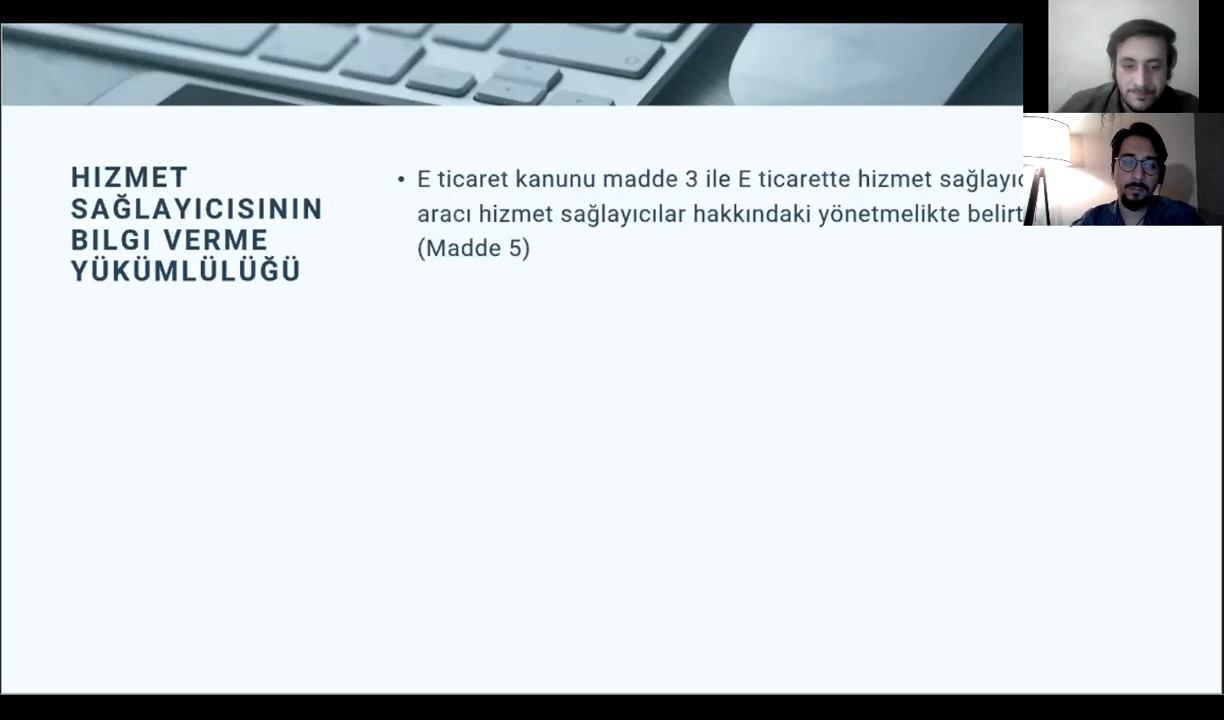 HIZMET
SAĞLAYICISININ
BILGI VERME
YÜKÜMLÜLÜĞÜ
• E ticaret kanunu madde 3 ile E ticarette hizmet
aracı hizmet sağlayıcılar hakkındaki yönetmelikte
(Madde 5)